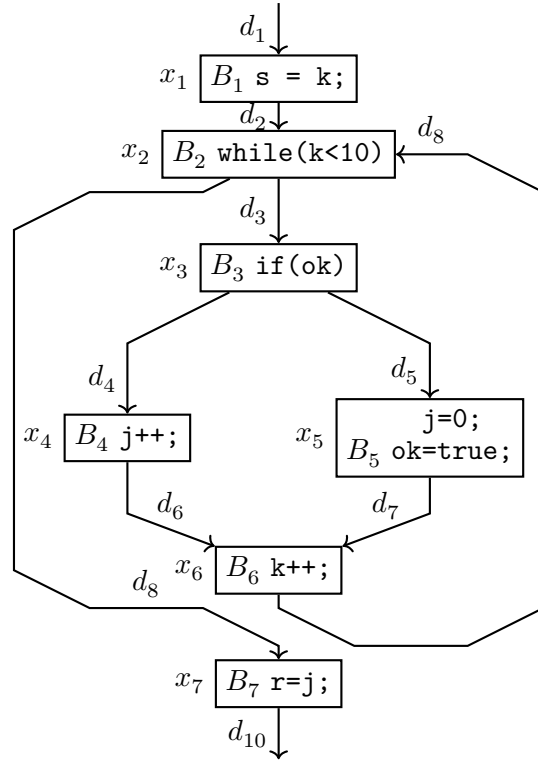 d₁
x₁ B₁ s = k;
d₂
d₈
x₂ B₂ while(k<10)
d₃
x₃ B₃ if(ok)
d₄ d₅
x₄ B₄ j++;
j=0;
x₅ B₅ ok=true;
d₆ d₇
x₆ B₆ k++;
d₈
x₇ B₇ r=j;
d₁₀